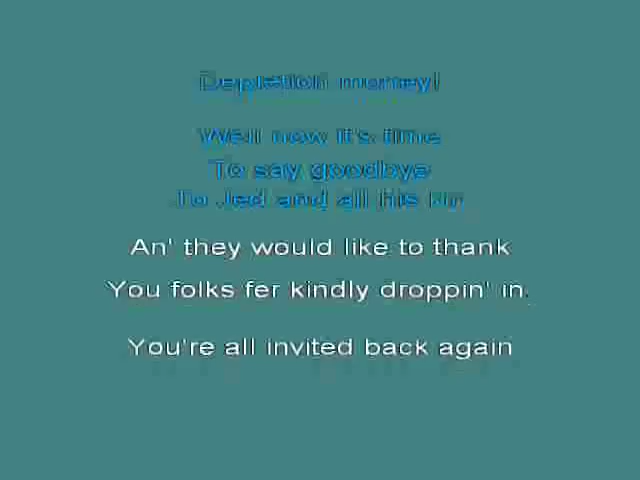 Depletion money!
Well now it's time
To say goodbye
To Jed and all his kin
An' they would like to thank
You folks fer kindly droppin' in.
You're all invited back again